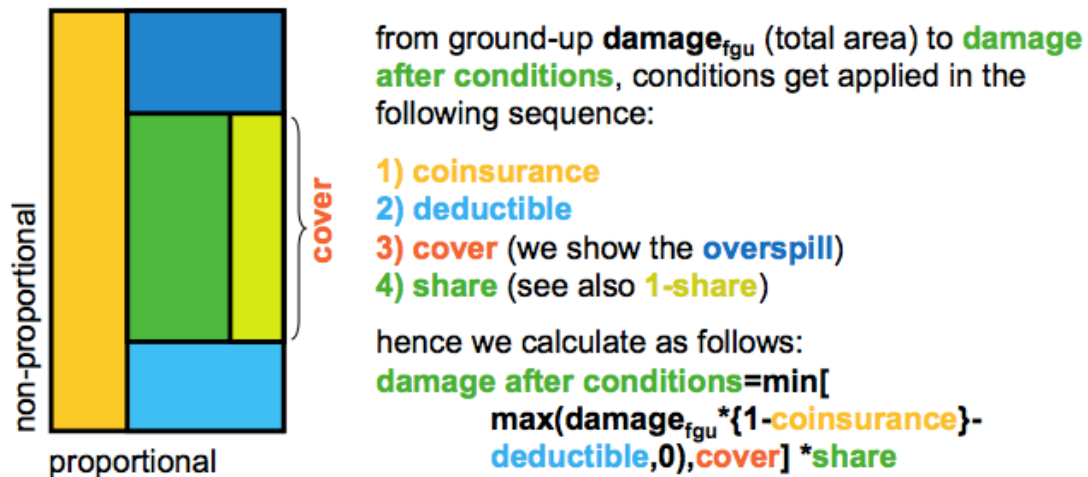 non-proportional
proportional
cover
from ground-up damage_fgu (total area) to damage
after conditions, conditions get applied in the
following sequence:
1) coinsurance
2) deductible
3) cover (we show the overspill)
4) share (see also 1-share)
hence we calculate as follows:
damage after conditions=min[
max(damage_fgu*{1-coinsurance}-
deductible,0),cover] *share